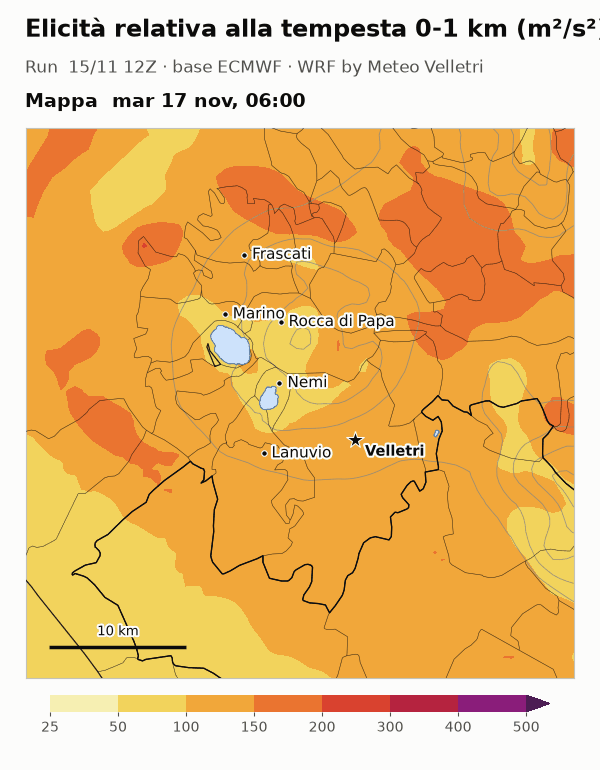 Elicità relativa alla tempesta 0-1 km (m²/s²)
Run 15/11 12Z · base ECMWF · WRF by Meteo Velletri
Mappa mar 17 nov, 06:00
Frascati
Marino
Rocca di Papa
Nemi
Velletri
Lanuvio
10 km
25 50 100 150 200 300 400 500